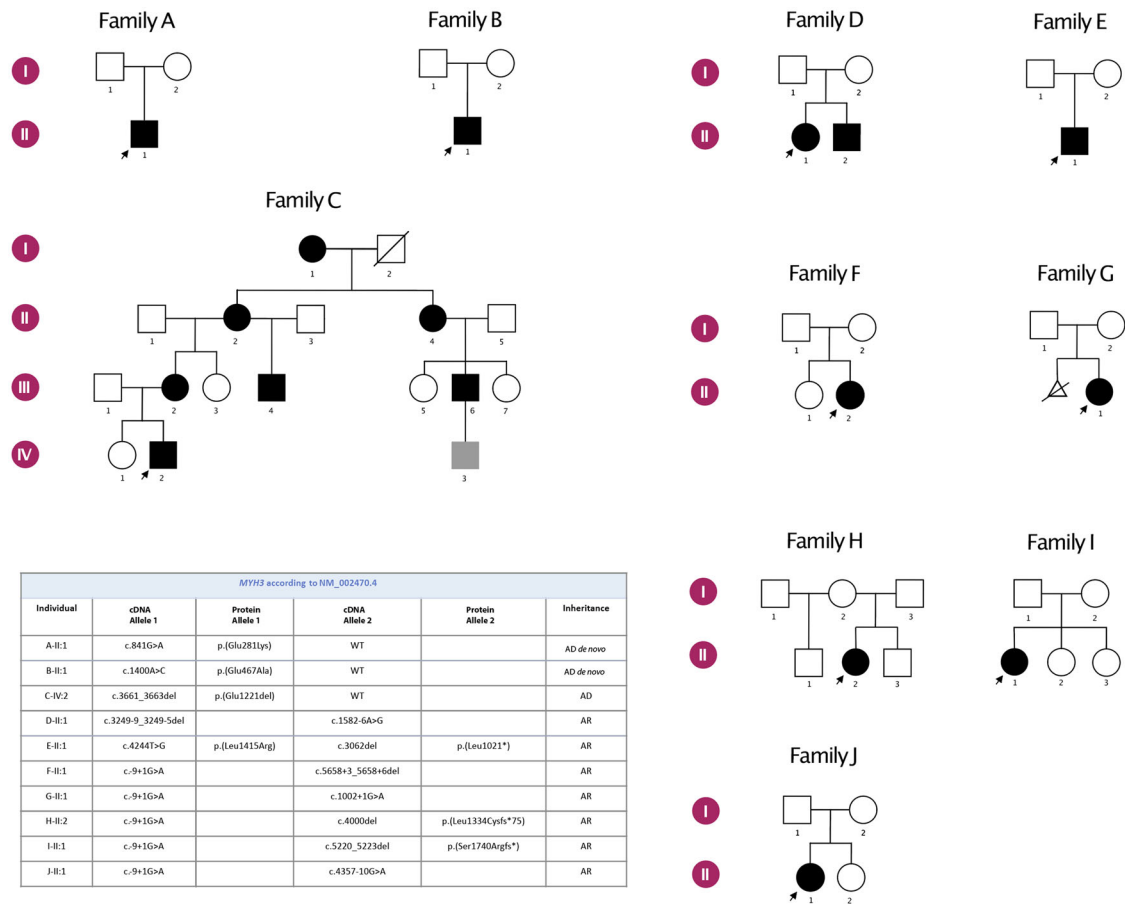 Family A
Family B
Family D
Family E
I
1 2
1 2
I
1 2
1 2
II
1
1
II
1 2
1
Family C
I
1 2
Family F
Family G
II
1 2 3 4 5
I
1 2
1 2
III
1 2 3 4 5 6 7
II
1 2
1
IV
1 2 3
Family H
Family I
I
1 2 3
1 2
II
1 2 3
1 2 3
Family J
I
1 2
II
1 2
MYH3 according to NM_002470.4
Individual cDNA Allele 1 Protein Allele 1 cDNA Allele 2 Protein Allele 2 Inheritance
A-II:1 c.841G>A p.(Glu281Lys) WT AD de novo
B-II:1 c.1400A>C p.(Glu467Ala) WT AD de novo
C-IV:2 c.3661_3663del p.(Glu1221del) WT AD
D-II:1 c.3249-9_3249-5del c.1582-6A>G AR
E-II:1 c.4244T>G p.(Leu1415Arg) c.3062del p.(Leu1021*) AR
F-II:1 c.-9+1G>A c.5658+3_5658+6del AR
G-II:1 c.-9+1G>A c.1002+1G>A AR
H-II:2 c.-9+1G>A c.4000del p.(Leu1334Cysfs*75) AR
I-II:1 c.-9+1G>A c.5220_5223del p.(Ser1740Argfs*) AR
J-II:1 c.-9+1G>A c.4357-10G>A AR